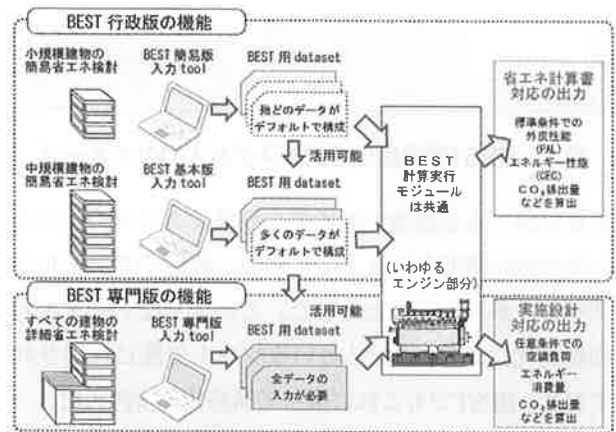 BEST 行政版の機能
小規模建物の
簡易省エネ検討
BEST 簡易版
入力 tool
BEST 用 dataset
殆どのデータが
デフォルトで構成
活用可能
中規模建物の
簡易省エネ検討
BEST 基本版
入力 tool
BEST 用 dataset
多くのデータが
デフォルトで構成
活用可能
BEST
計算実行
モジュール
は共通
(いわゆる
エンジン部分)
省エネ計算書
対応の出力
標準条件での
外皮性能
(PAL)
エネルギー性能
(CEC)
CO₂排出量
などを算出
BEST 専門版の機能
すべての建物の
詳細省エネ検討
BEST 専門版
入力 tool
BEST 用 dataset
全データの
入力が必要
実施設計
対応の出力
任意条件での
空調負荷
エネルギー
消費量
CO₂排出量
などを算出